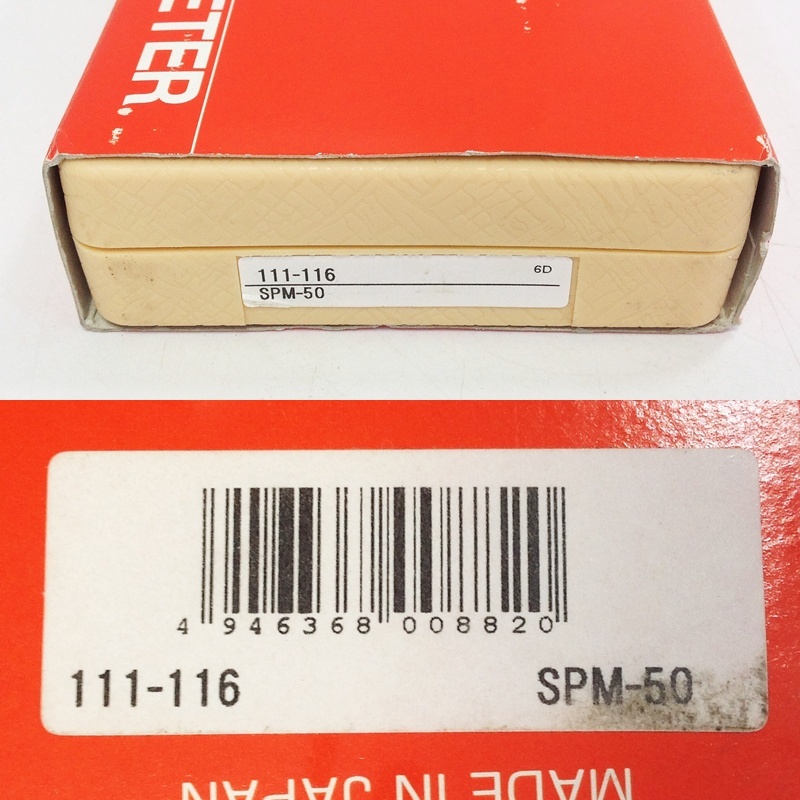 ETER.
111-116 6D
SPM-50
4 946368 008820
111-116 SPM-50
MADE IN JAPAN